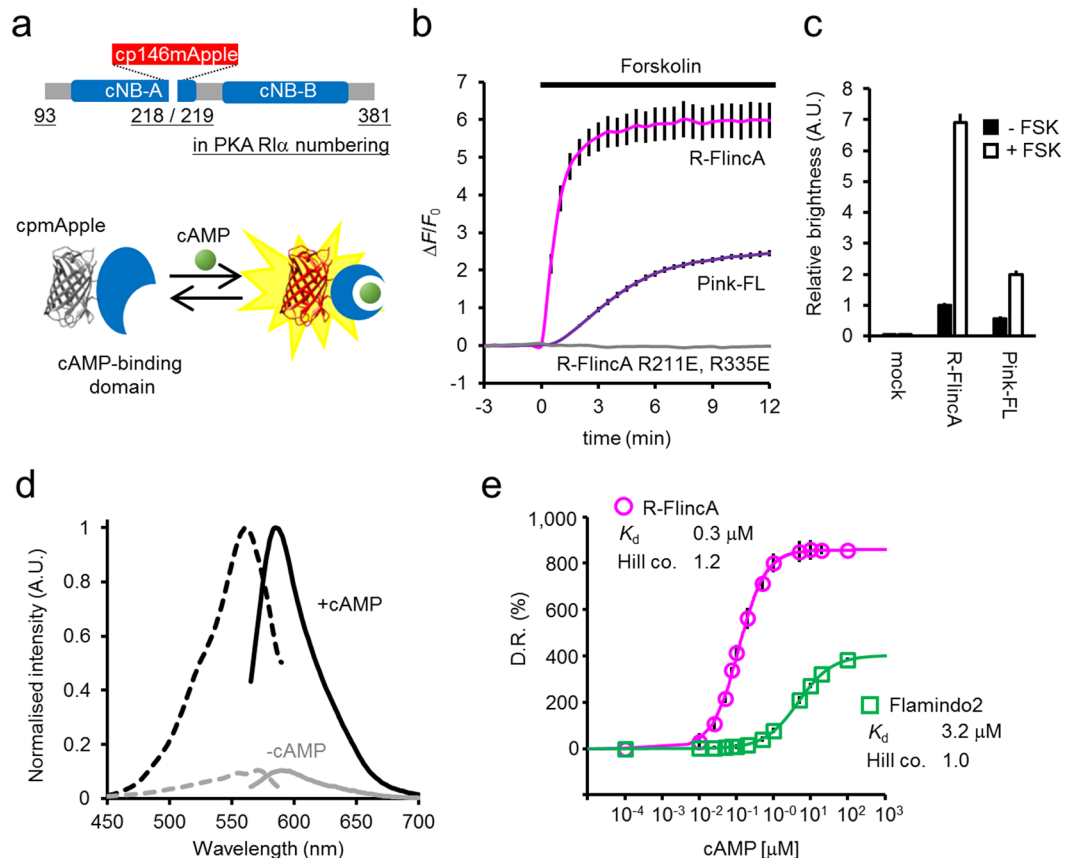 a
cp146mApple
cNB-A
cNB-B
93
218 / 219
381
in PKA RIα numbering
cpmApple
cAMP
cAMP-binding
domain
b
Forskolin
7
6
5
4
3
2
1
0
-1
ΔF/F0
R-FlincA
Pink-FL
R-FlincA R211E, R335E
-3
0
3
6
9
12
time (min)
c
Relative brightness (A.U.)
8
7
6
5
4
3
2
1
0
- FSK
+ FSK
mock
R-FlincA
Pink-FL
d
Normalised intensity (A.U.)
1
0.8
0.6
0.4
0.2
0
+cAMP
-cAMP
450
500
550
600
650
700
Wavelength (nm)
e
R-FlincA
Kd 0.3 µM
Hill co. 1.2
1,000
800
600
400
200
0
D.R. (%)
Flamindo2
Kd 3.2 µM
Hill co. 1.0
10-4
10-2
10-1
10-0
101
102
103
cAMP [µM]